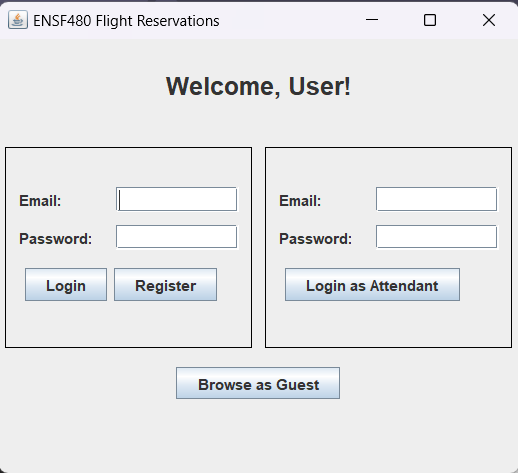 ENSF480 Flight Reservations
Welcome, User!
Email:
Password:
Login Register
Email:
Password:
Login as Attendant
Browse as Guest